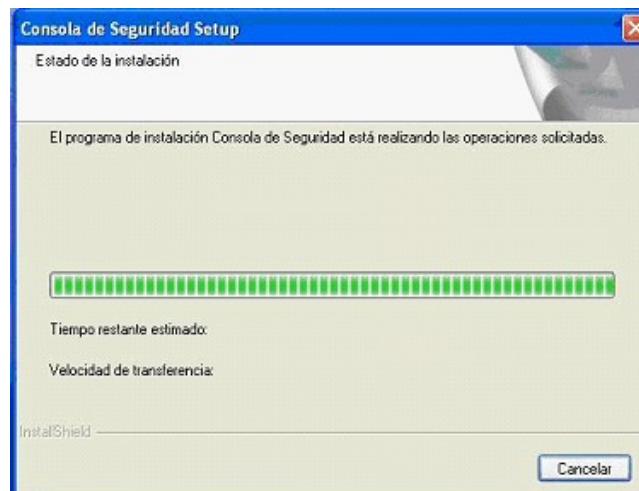 Consola de Seguridad Setup
Estado de la instalación
El programa de instalación Consola de Seguridad está realizando las operaciones solicitadas.
Tiempo restante estimado:
Velocidad de transferencia:
InstallShield
Cancelar